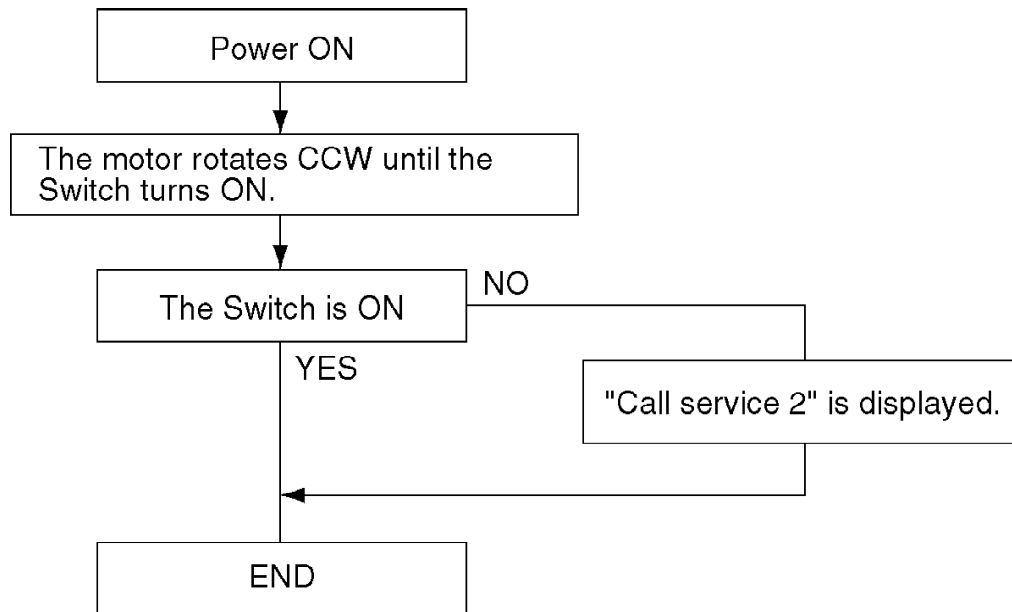 Power ON
The motor rotates CCW until the
Switch turns ON.
The Switch is ON
NO
YES
"Call service 2" is displayed.
END